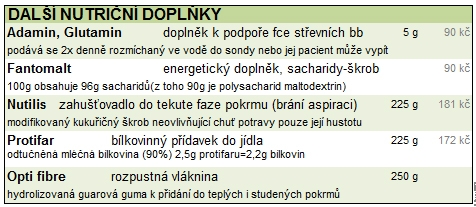 DALŠÍ NUTRIČNÍ DOPLŇKY
Adamin, Glutamin doplněk k podpoře fce střevních bb 5 g 90 kč
podává se 2x denně rozmíchaný ve vodě do sondy nebo jej pacient může vypít
Fantomalt energetický doplněk, sacharidy-škrob 90 kč
100g obsahuje 96g sacharidů(z toho 90g je polysacharid maltodextrin)
Nutilis zahušťovadlo do tekute faze pokrmu (brání aspiraci) 225 g 181 kč
modifikovaný kukuřičný škrob neovlivňující chuť potravy pouze její hustotu
Protifar bílkovinný přídavek do jídla 225 g 172 kč
odtučněná mléčná bílkovina (90%) 2,5g protifaru=2,2g bílkovin
Opti fibre rozpustná vláknina 250 g
hydrolizovaná guarová guma k přidání do teplých i studených pokrmů